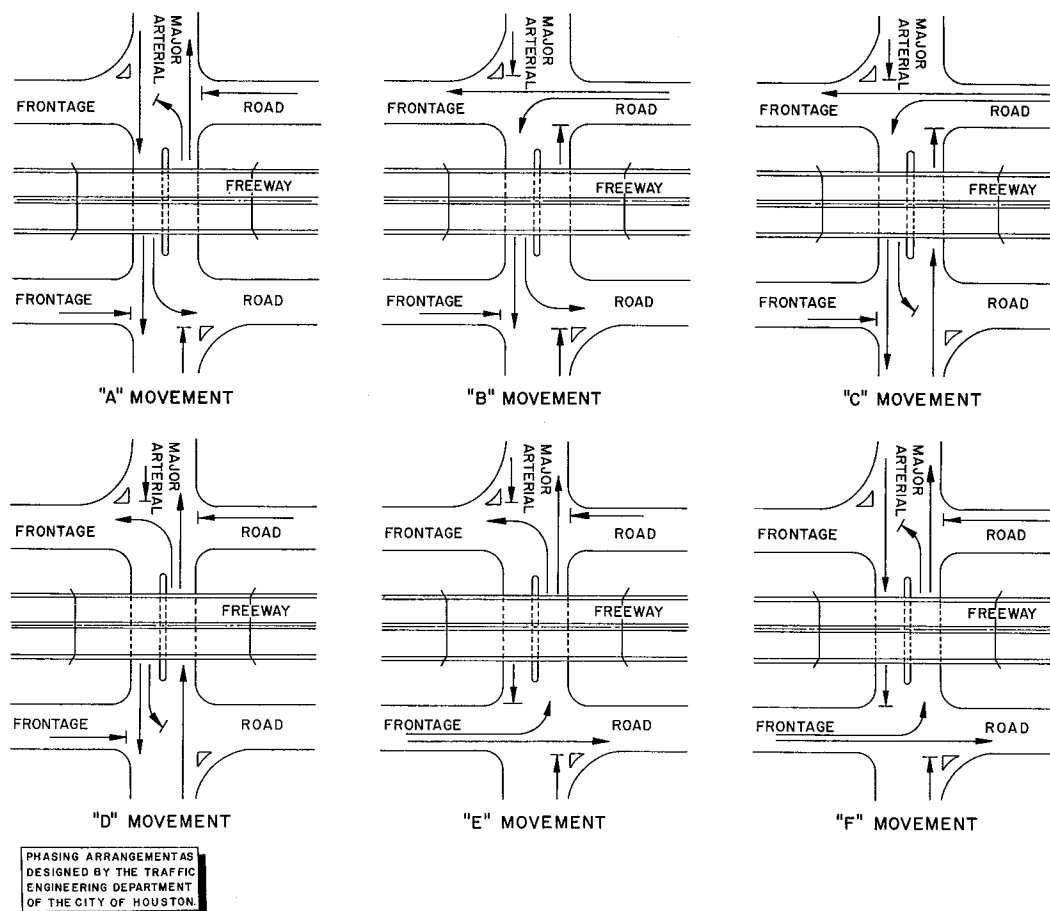 MAJOR
ARTERIAL
FRONTAGE
ROAD
FREEWAY
FRONTAGE
ROAD
"A" MOVEMENT
MAJOR
ARTERIAL
FRONTAGE
ROAD
FREEWAY
FRONTAGE
ROAD
"B" MOVEMENT
MAJOR
ARTERIAL
FRONTAGE
ROAD
FREEWAY
FRONTAGE
ROAD
"C" MOVEMENT
MAJOR
ARTERIAL
FRONTAGE
ROAD
FREEWAY
FRONTAGE
ROAD
"D" MOVEMENT
MAJOR
ARTERIAL
FRONTAGE
ROAD
FREEWAY
FRONTAGE
ROAD
"E" MOVEMENT
MAJOR
ARTERIAL
FRONTAGE
ROAD
FREEWAY
FRONTAGE
ROAD
"F" MOVEMENT
PHASING ARRANGEMENT AS
DESIGNED BY THE TRAFFIC
ENGINEERING DEPARTMENT
OF THE CITY OF HOUSTON.